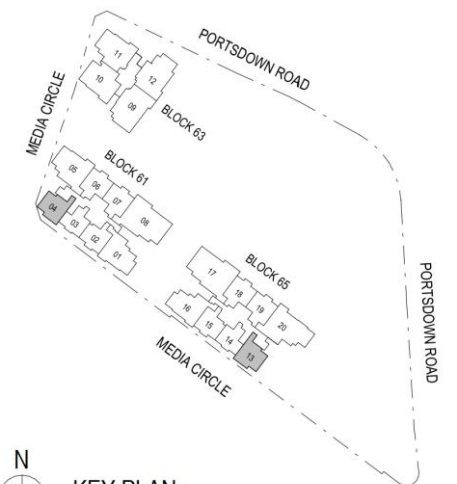 PORTSDOWN ROAD
MEDIA CIRCLE
11
10
12
09
BLOCK 63
BLOCK 61
05
06
07
08
04
03
02
01
BLOCK 65
17
18
19
20
16
15
14
13
MEDIA CIRCLE
PORTSDOWN ROAD
N
KEY PLAN